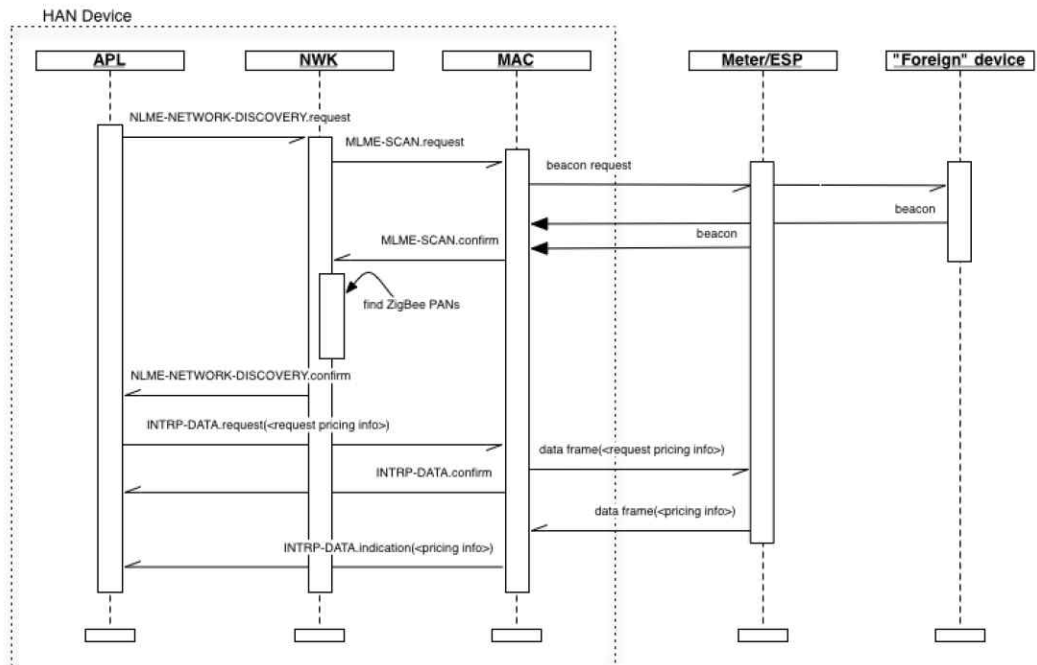 HAN Device
APL
NWK
MAC
Meter/ESP
"Foreign" device
NLME-NETWORK-DISCOVERY.request
MLME-SCAN.request
beacon request
beacon
beacon
MLME-SCAN.confirm
find ZigBee PANs
NLME-NETWORK-DISCOVERY.confirm
INTRP-DATA.request(<request pricing info>)
data frame(<request pricing info>)
INTRP-DATA.confirm
data frame(<pricing info>)
INTRP-DATA.indication(<pricing info>)